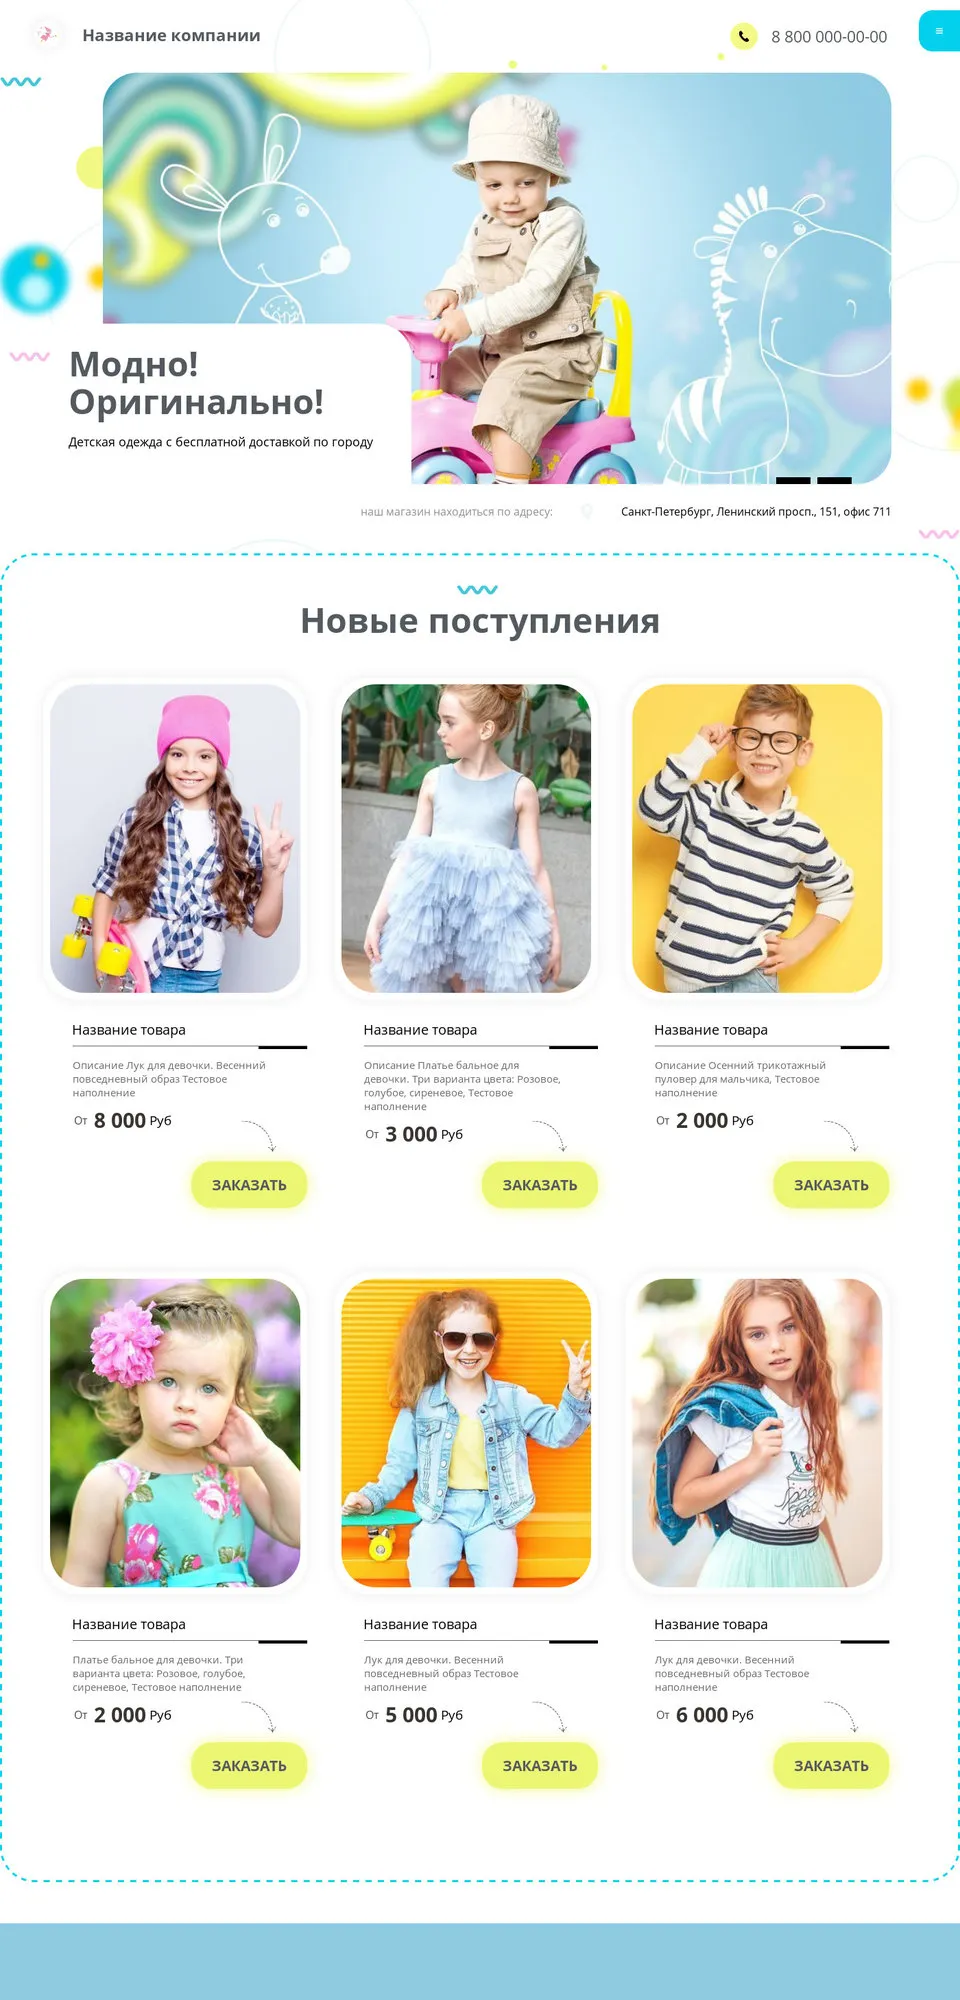 Название компании
8 800 000-00-00
Модно!
Оригинально!
Детская одежда с бесплатной доставкой по городу
наш магазин находиться по адресу:
Санкт-Петербург, Ленинский просп., 151, офис 711
Новые поступления
Название товара
Описание Лук для девочки. Весенний
повседневный образ Тестовое
наполнение
От 8 000 Руб
ЗАКАЗАТЬ
Название товара
Описание Платье бальное для
девочки. Три варианта цвета: Розовое,
голубое, сиреневое, Тестовое
наполнение
От 3 000 Руб
ЗАКАЗАТЬ
Название товара
Описание Осенний трикотажный
пуловер для мальчика, Тестовое
наполнение
От 2 000 Руб
ЗАКАЗАТЬ
Название товара
Платье бальное для девочки. Три
варианта цвета: Розовое, голубое,
сиреневое, Тестовое наполнение
От 2 000 Руб
ЗАКАЗАТЬ
Название товара
Лук для девочки. Весенний
повседневный образ Тестовое
наполнение
От 5 000 Руб
ЗАКАЗАТЬ
Название товара
Лук для девочки. Весенний
повседневный образ Тестовое
наполнение
От 6 000 Руб
ЗАКАЗАТЬ